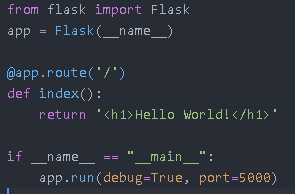 from flask import Flask
app = Flask(__name__)

@app.route('/')
def index():
    return '<h1>Hello World!</h1>'

if __name__ == "__main__":
    app.run(debug=True, port=5000)